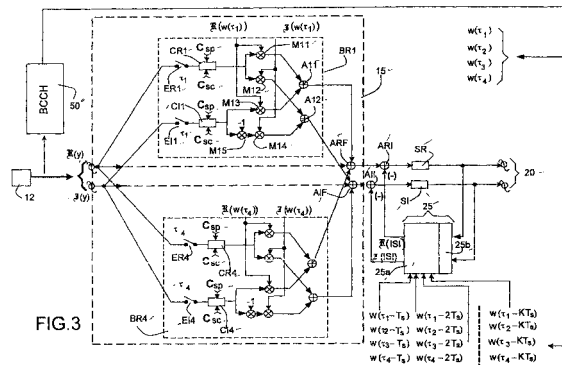 ℜ(w(τ₁)) ℑ(w(τ₁))
CR1 Csp M11
BR1
τ₁ Csc A11 15
ER1 M12
CI1 Csp M13 A12
τ₁ -1
EI1 Csc M15 M14
BCCH
50
ℜ(y)
12
ℑ(y)
w(τ₁)
w(τ₂)
w(τ₃)
w(τ₄)
ARF ARI SR
(-)
AIF AII 20
(-)
SI 25
ℜ(ISI)
ℑ(ISI)
25b
25a
ℜ(w(τ₄)) ℑ(w(τ₄))
τ₄ Csp
ER4 Csc CR4
τ₄ Csp -1
BR4 EI4 Csc CI4
FIG.3
w(τ₁-Ts) w(τ₁-2Ts) w(τ₁-KTs)
w(τ₂-Ts) w(τ₂-2Ts) w(τ₂-KTs)
w(τ₃-Ts) w(τ₃-2Ts) w(τ₃-KTs)
w(τ₄-Ts) w(τ₄-2Ts) w(τ₄-KTs)